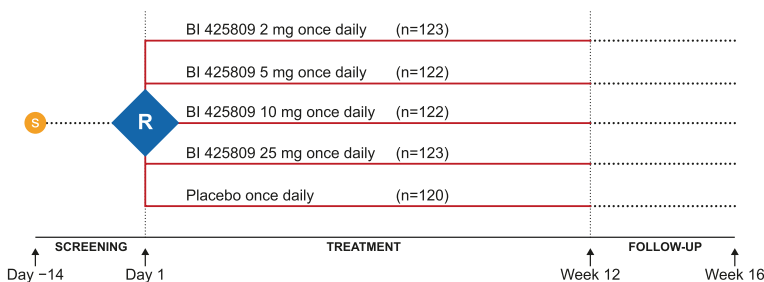 BI 425809 2 mg once daily (n=123)
BI 425809 5 mg once daily (n=122)
BI 425809 10 mg once daily (n=122)
S
R
BI 425809 25 mg once daily (n=123)
Placebo once daily (n=120)
SCREENING TREATMENT FOLLOW-UP
Day −14 Day 1 Week 12 Week 16